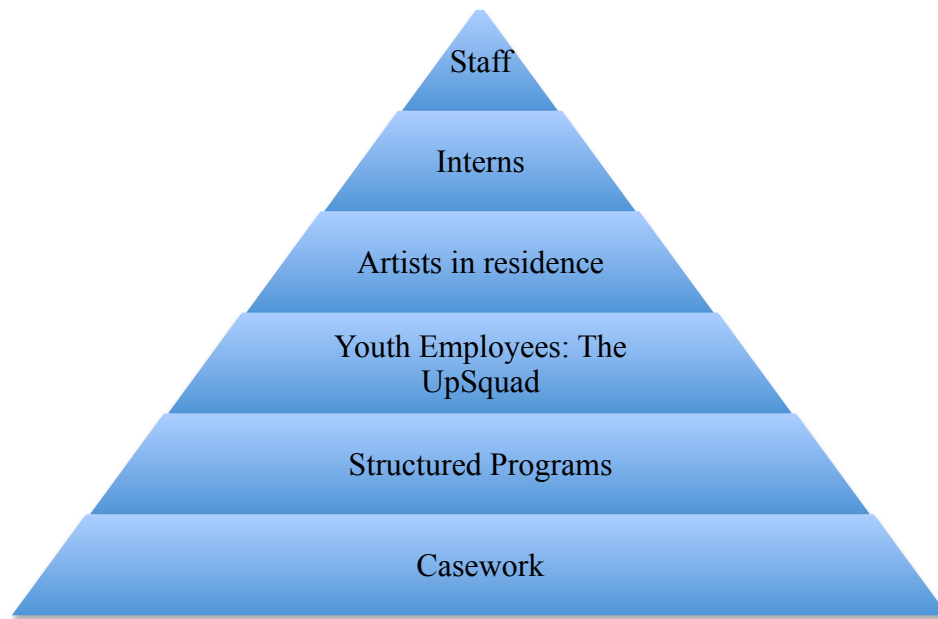 Staff
Interns
Artists in residence
Youth Employees: The
UpSquad
Structured Programs
Casework